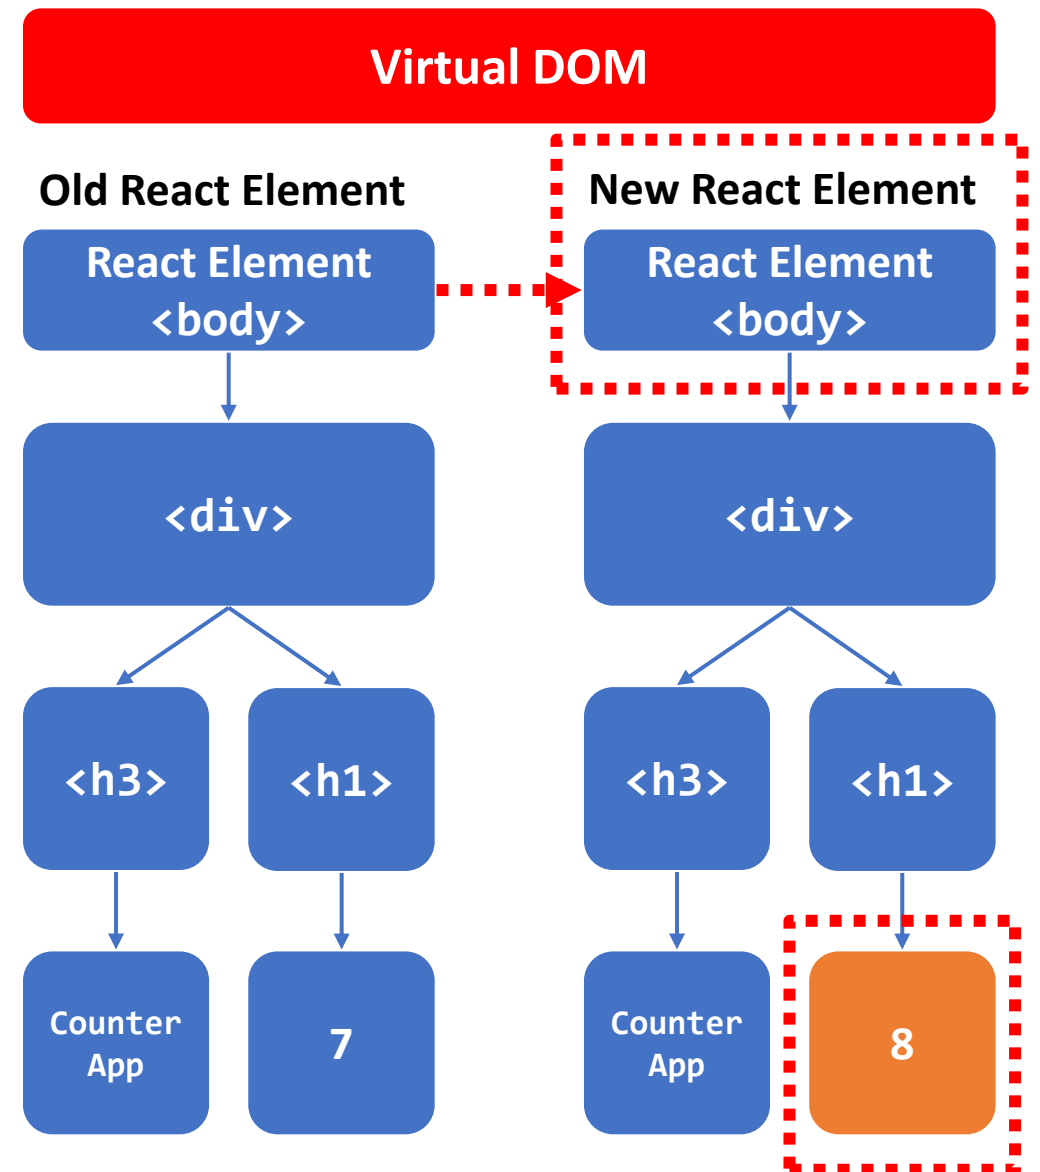 Virtual DOM
Old React Element
New React Element
React Element
<body>
React Element
<body>
<div>
<div>
<h3>
<h1>
<h3>
<h1>
Counter
App
7
Counter
App
8